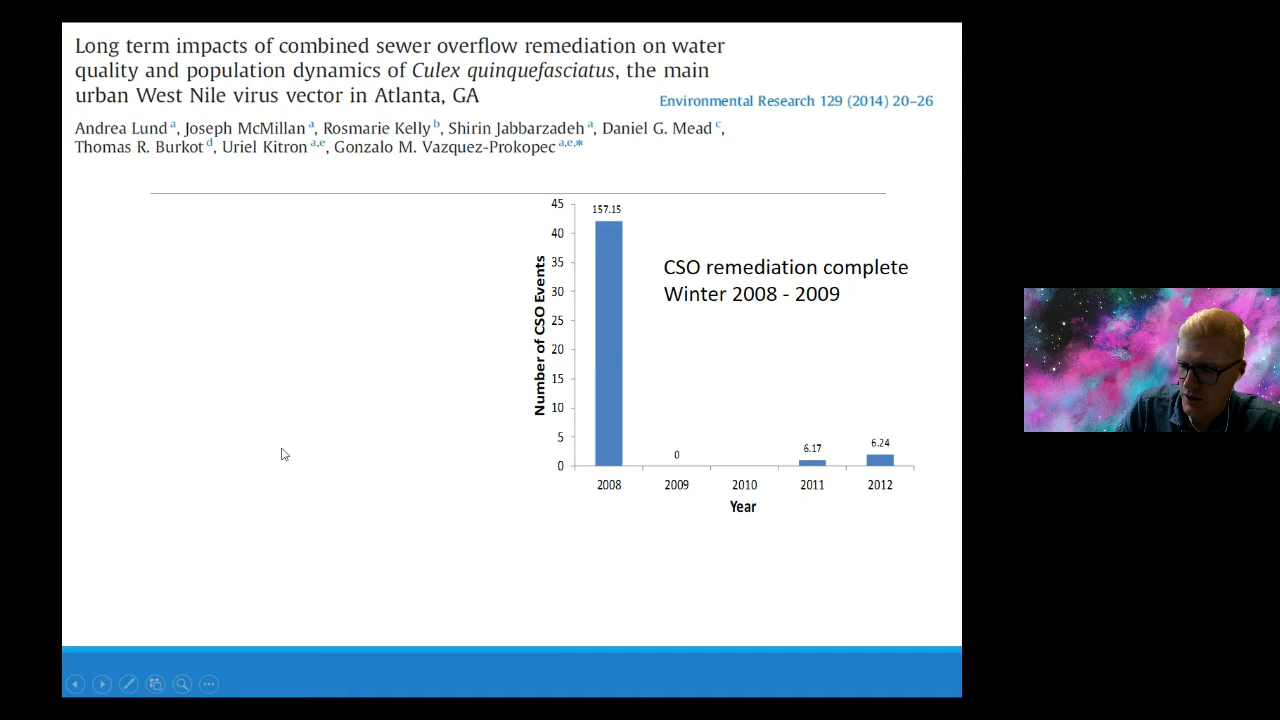 Long term impacts of combined sewer overflow remediation on water
quality and population dynamics of Culex quinquefasciatus, the main
urban West Nile virus vector in Atlanta, GA
Environmental Research 129 (2014) 20–26
Andrea Lund a, Joseph McMillan a, Rosmarie Kelly b, Shirin Jabbarzadeh a, Daniel G. Mead c,
Thomas R. Burkot d, Uriel Kitron a,e, Gonzalo M. Vazquez-Prokopec a,e,*
Number of CSO Events
45
40
35
30
25
20
15
10
5
0
157.15
0
6.17
6.24
CSO remediation complete
Winter 2008 - 2009
2008 2009 2010 2011 2012
Year